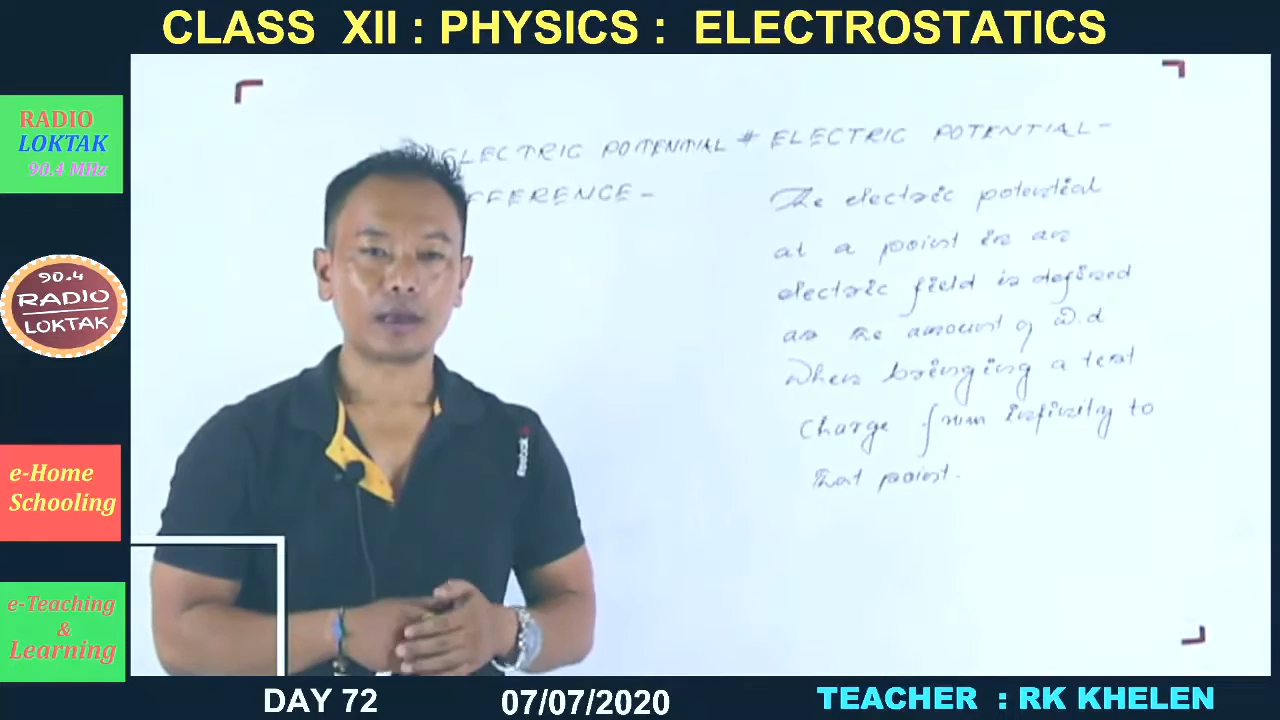 CLASS XII : PHYSICS : ELECTROSTATICS
RADIO
LOKTAK
90.4 MHz
90.4
RADIO
LOKTAK
e-Home
Schooling
e-Teaching
&
Learning
ELECTRIC POTENTIAL
FFERENCE -
# ELECTRIC POTENTIAL -
The electric potential
at a point in an
electric field is defined
as the amount of W.d
When bringing a test
charge from infinity to
that point.
Reebok
DAY 72
07/07/2020
TEACHER : RK KHELEN